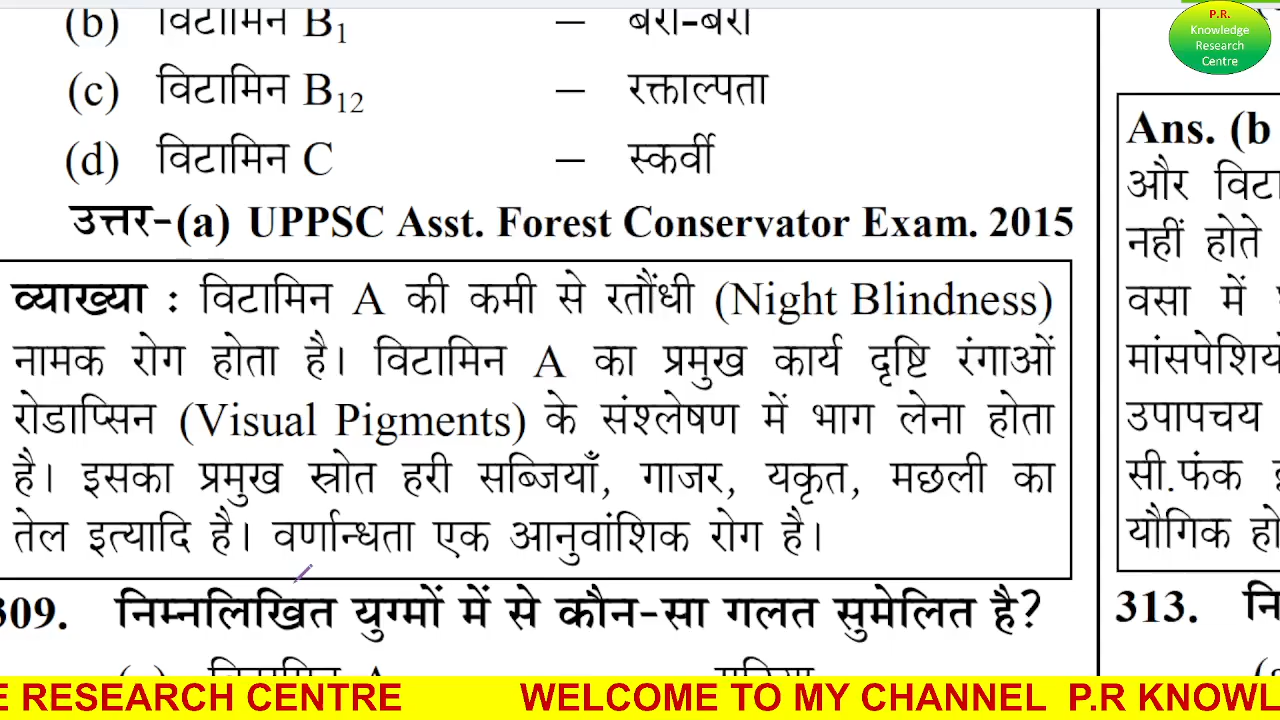 (b) विटामिन B1 – बेरी-बेरी
(c) विटामिन B12 – रक्ताल्पता
(d) विटामिन C – स्कर्वी
उत्तर-(a) UPPSC Asst. Forest Conservator Exam. 2015
व्याख्या : विटामिन A की कमी से रतौंधी (Night Blindness)
नामक रोग होता है। विटामिन A का प्रमुख कार्य दृष्टि रंगाओं
रोडाप्सिन (Visual Pigments) के संश्लेषण में भाग लेना होता
है। इसका प्रमुख स्रोत हरी सब्जियाँ, गाजर, यकृत, मछली का
तेल इत्यादि है। वर्णान्धता एक आनुवांशिक रोग है।
309. निम्नलिखित युग्मों में से कौन-सा गलत सुमेलित है?
विटामिन A
P.R.
Knowledge
Research
Centre
Ans. (b
और
नहीं होते
वसा में
उपापचय
सी.फंक
यौगिक
313.
E RESEARCH CENTRE WELCOME TO MY CHANNEL P.R KNOWL